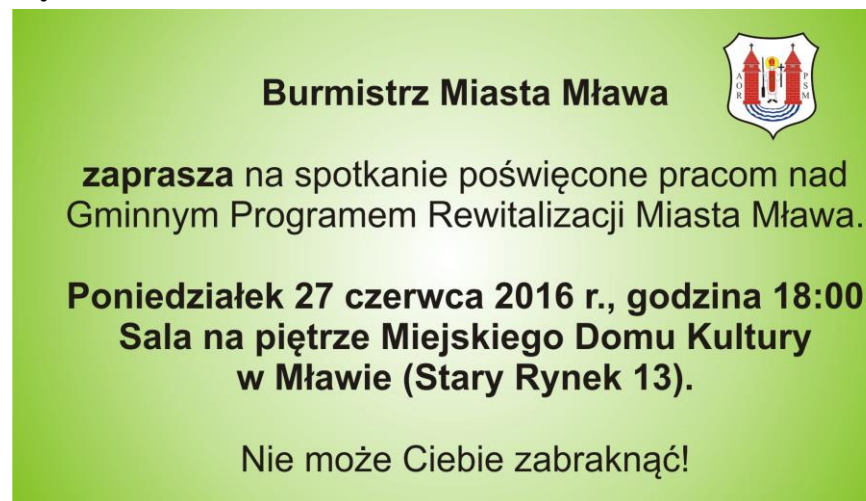 Burmistrz Miasta Mława
A O R
P S M
zaprasza na spotkanie poświęcone pracom nad
Gminnym Programem Rewitalizacji Miasta Mława.
Poniedziałek 27 czerwca 2016 r., godzina 18:00
Sala na piętrze Miejskiego Domu Kultury
w Mławie (Stary Rynek 13).
Nie może Ciebie zabraknąć!